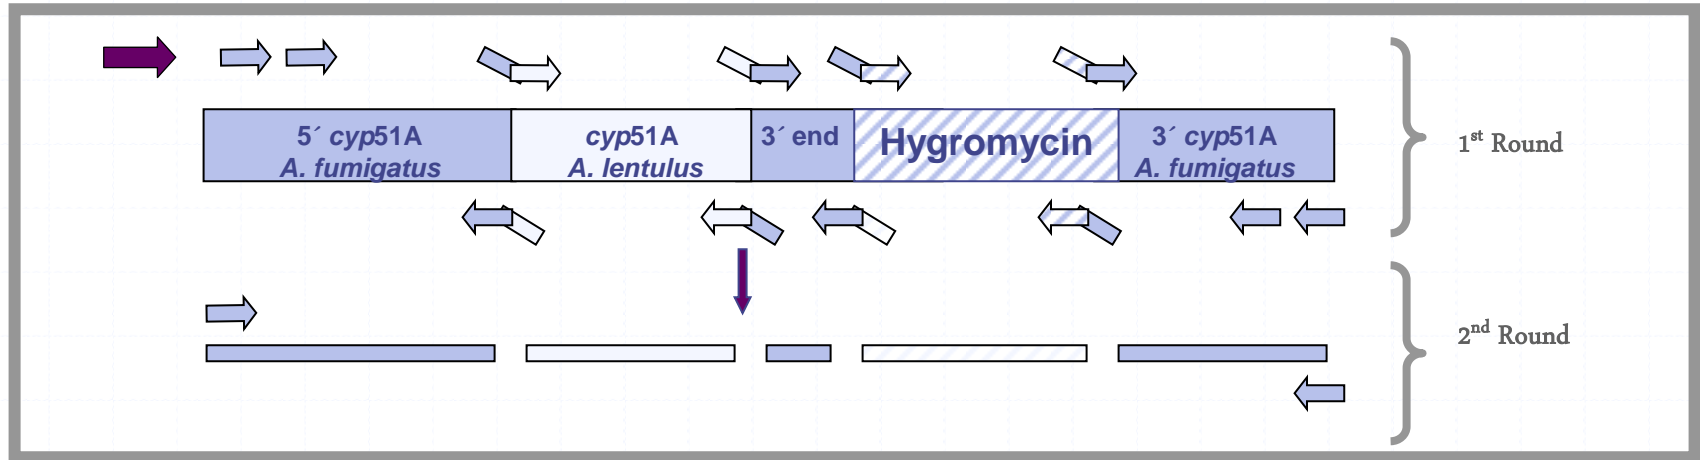 5´ cyp51A
A. fumigatus
cyp51A
A. lentulus
3´ end
Hygromycin
3´ cyp51A
A. fumigatus
1st Round
2nd Round